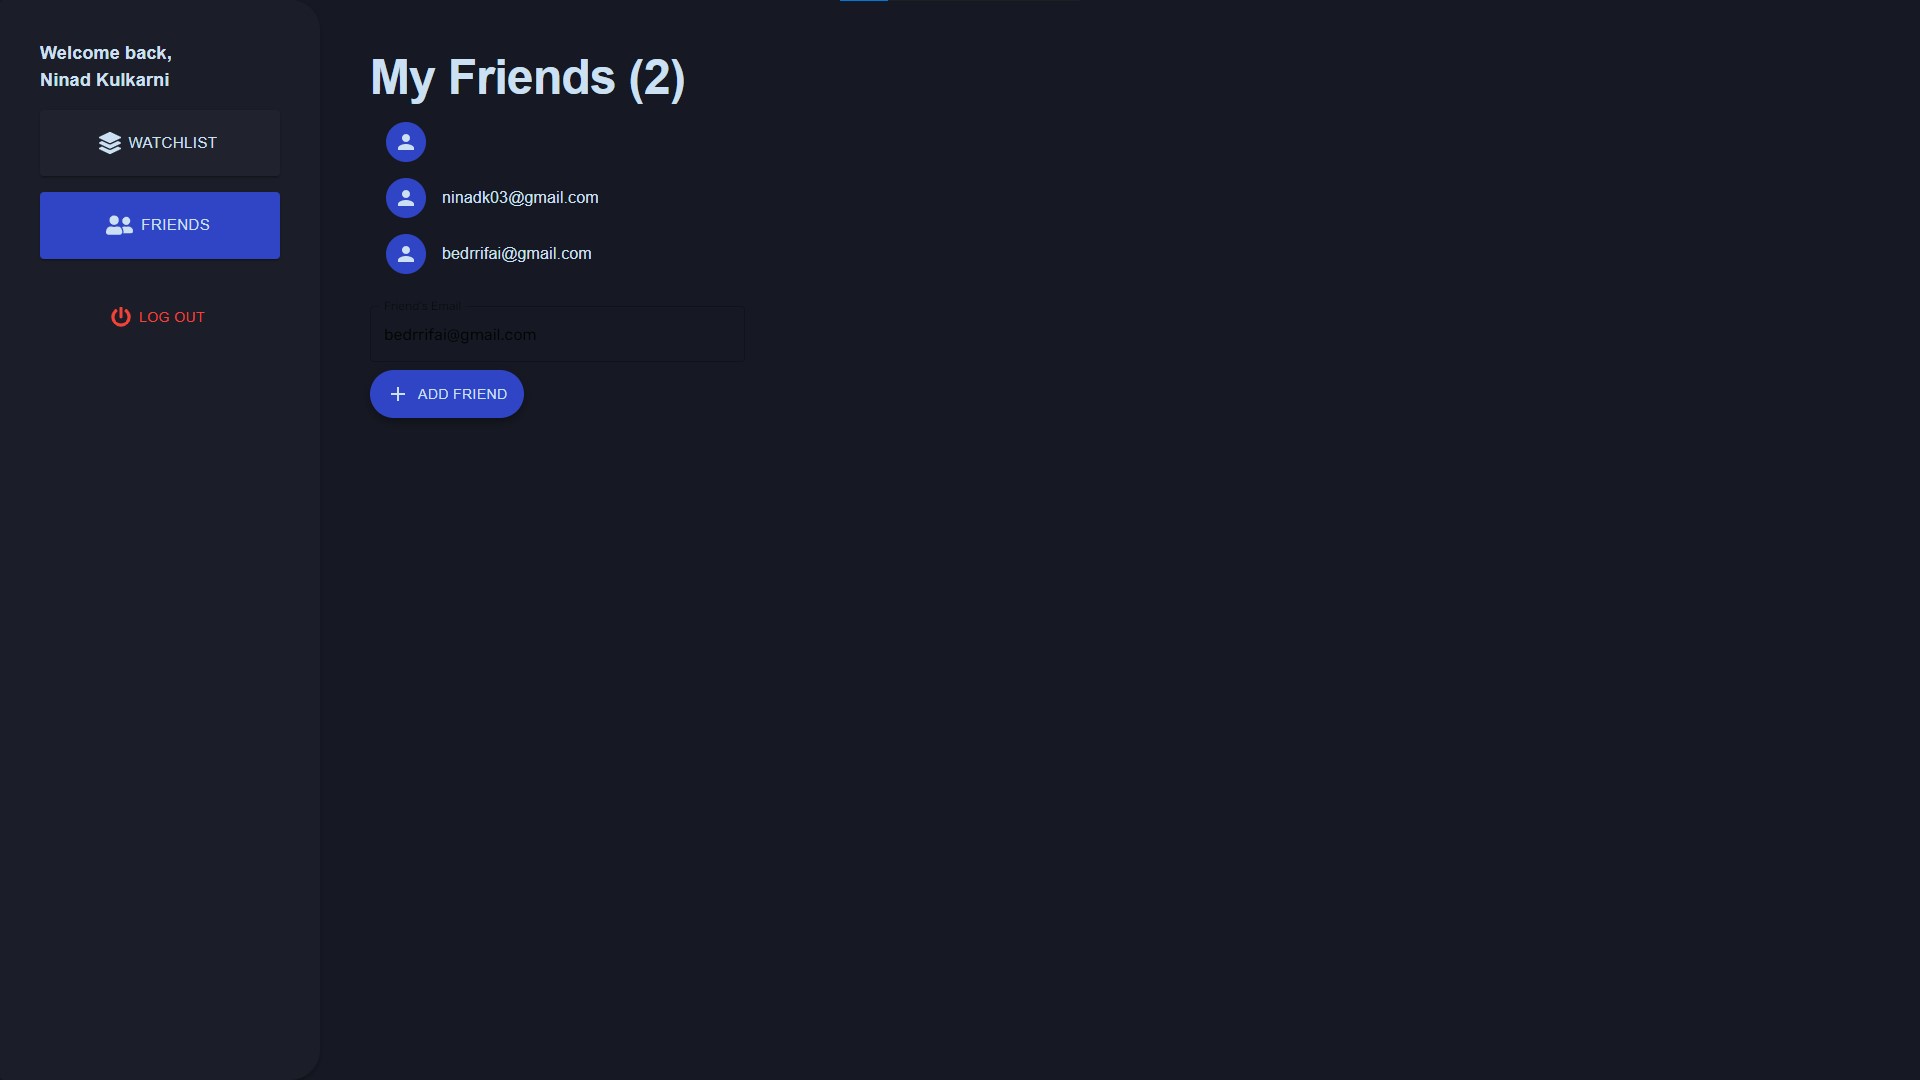 Welcome back,
Ninad Kulkarni
WATCHLIST
FRIENDS
LOG OUT
My Friends (2)
ninadk03@gmail.com
bedrrifai@gmail.com
Friend's Email
bedrrifai@gmail.com
ADD FRIEND